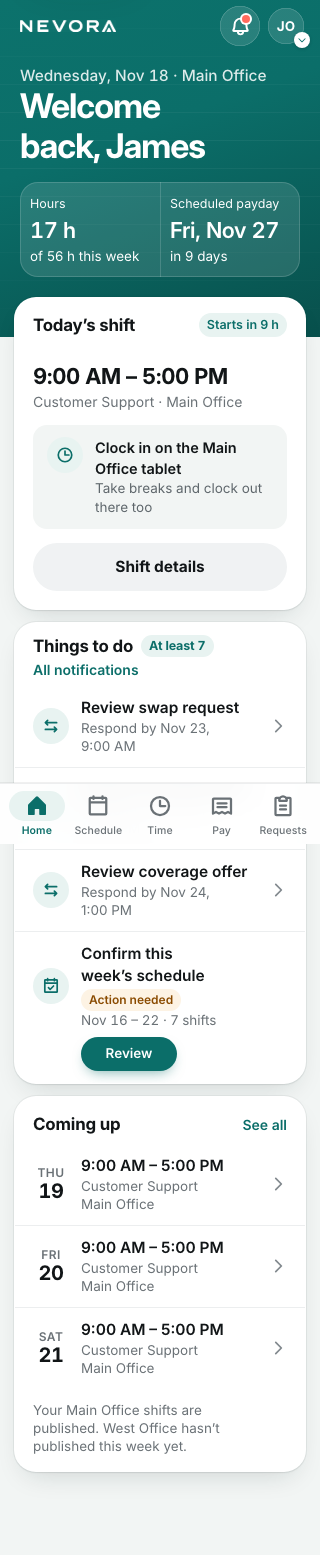 NEVORA
JO
Wednesday, Nov 18 · Main Office
Welcome
back, James
Hours
17 h
of 56 h this week
Scheduled payday
Fri, Nov 27
in 9 days
Today’s shift
Starts in 9 h
9:00 AM – 5:00 PM
Customer Support · Main Office
Clock in on the Main
Office tablet
Take breaks and clock out
there too
Shift details
Things to do
At least 7
All notifications
Review swap request
Respond by Nov 23,
9:00 AM
Home
Schedule
Time
Pay
Requests
Review coverage offer
Respond by Nov 24,
1:00 PM
Confirm this
week’s schedule
Action needed
Nov 16 – 22 · 7 shifts
Review
Coming up
See all
THU
19
9:00 AM – 5:00 PM
Customer Support
Main Office
FRI
20
9:00 AM – 5:00 PM
Customer Support
Main Office
SAT
21
9:00 AM – 5:00 PM
Customer Support
Main Office
Your Main Office shifts are
published. West Office hasn’t
published this week yet.